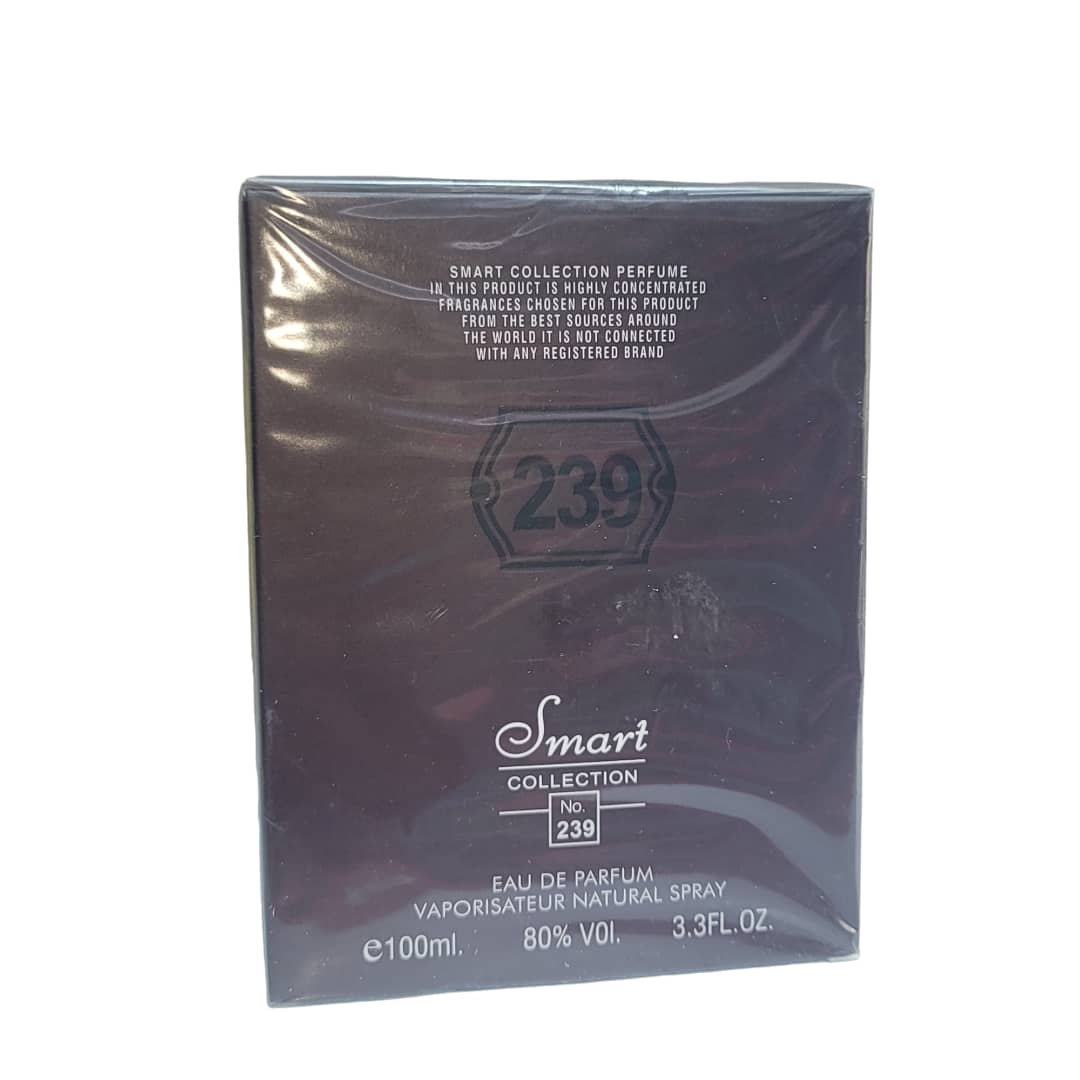 SMART COLLECTION PERFUME
IN THIS PRODUCT IS HIGHLY CONCENTRATED
FRAGRANCES CHOSEN FOR THIS PRODUCT
FROM THE BEST SOURCES AROUND
THE WORLD IT IS NOT CONNECTED
WITH ANY REGISTERED BRAND
239
Smart
COLLECTION
No.
239
EAU DE PARFUM
VAPORISATEUR NATURAL SPRAY
℮100ml. 80% VOl. 3.3FL.OZ.